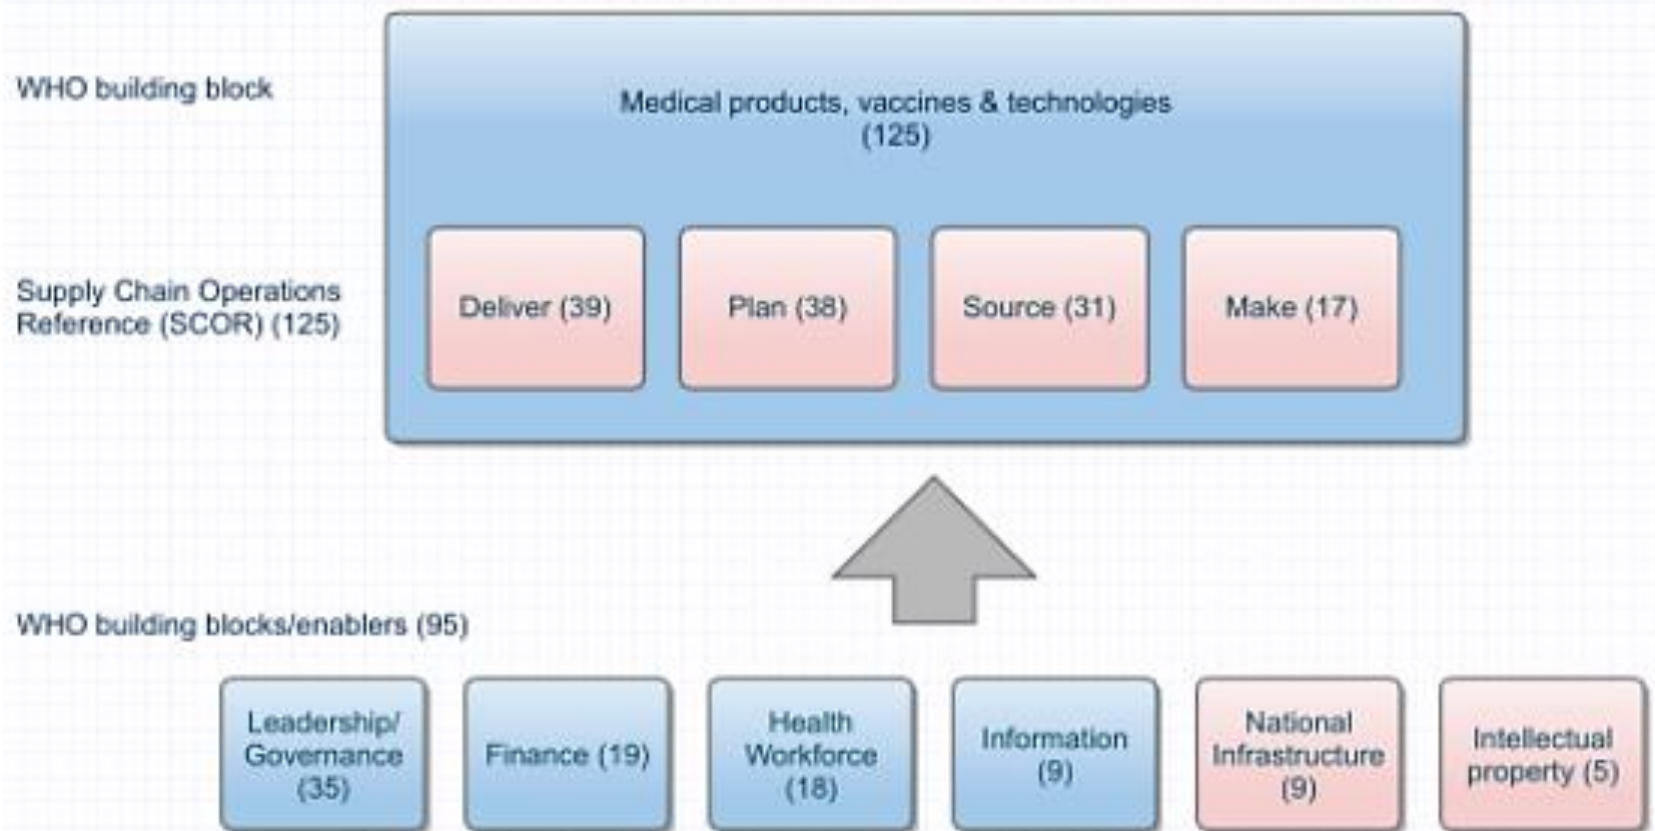 WHO building block
Medical products, vaccines & technologies
(125)
Supply Chain Operations
Reference (SCOR) (125)
Deliver (39)
Plan (38)
Source (31)
Make (17)
WHO building blocks/enablers (95)
Leadership/
Governance
(35)
Finance (19)
Health
Workforce
(18)
Information
(9)
National
Infrastructure
(9)
Intellectual
property (5)